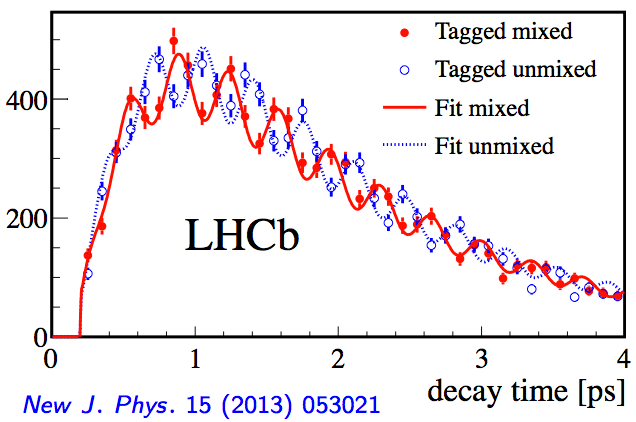 Tagged mixed
Tagged unmixed
Fit mixed
Fit unmixed
400
200
0
LHCb
0 1 2 3 4
decay time [ps]
New J. Phys. 15 (2013) 053021